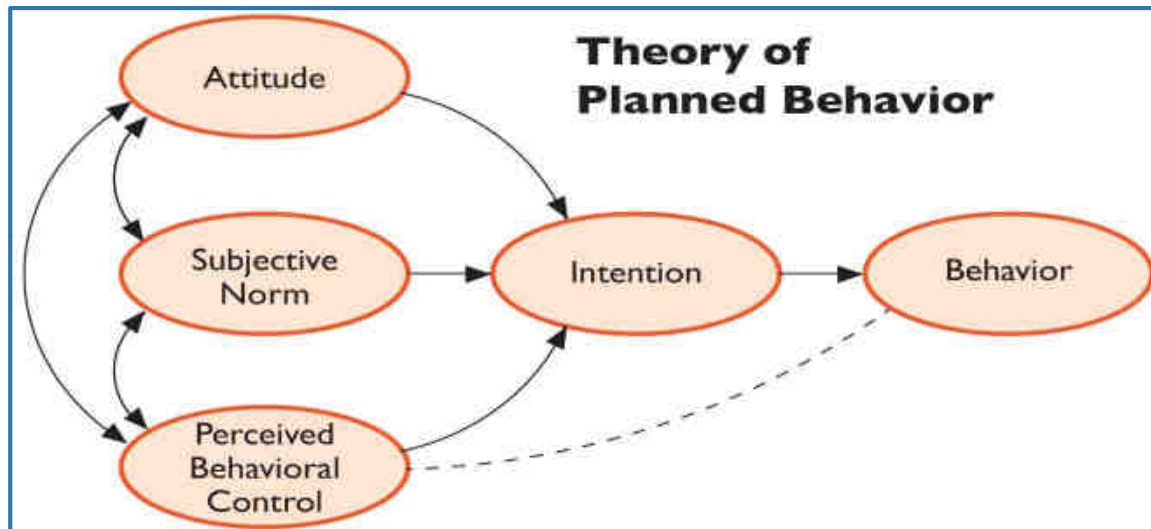 Theory of
Planned Behavior
Attitude
Subjective
Norm
Intention
Behavior
Perceived
Behavioral
Control